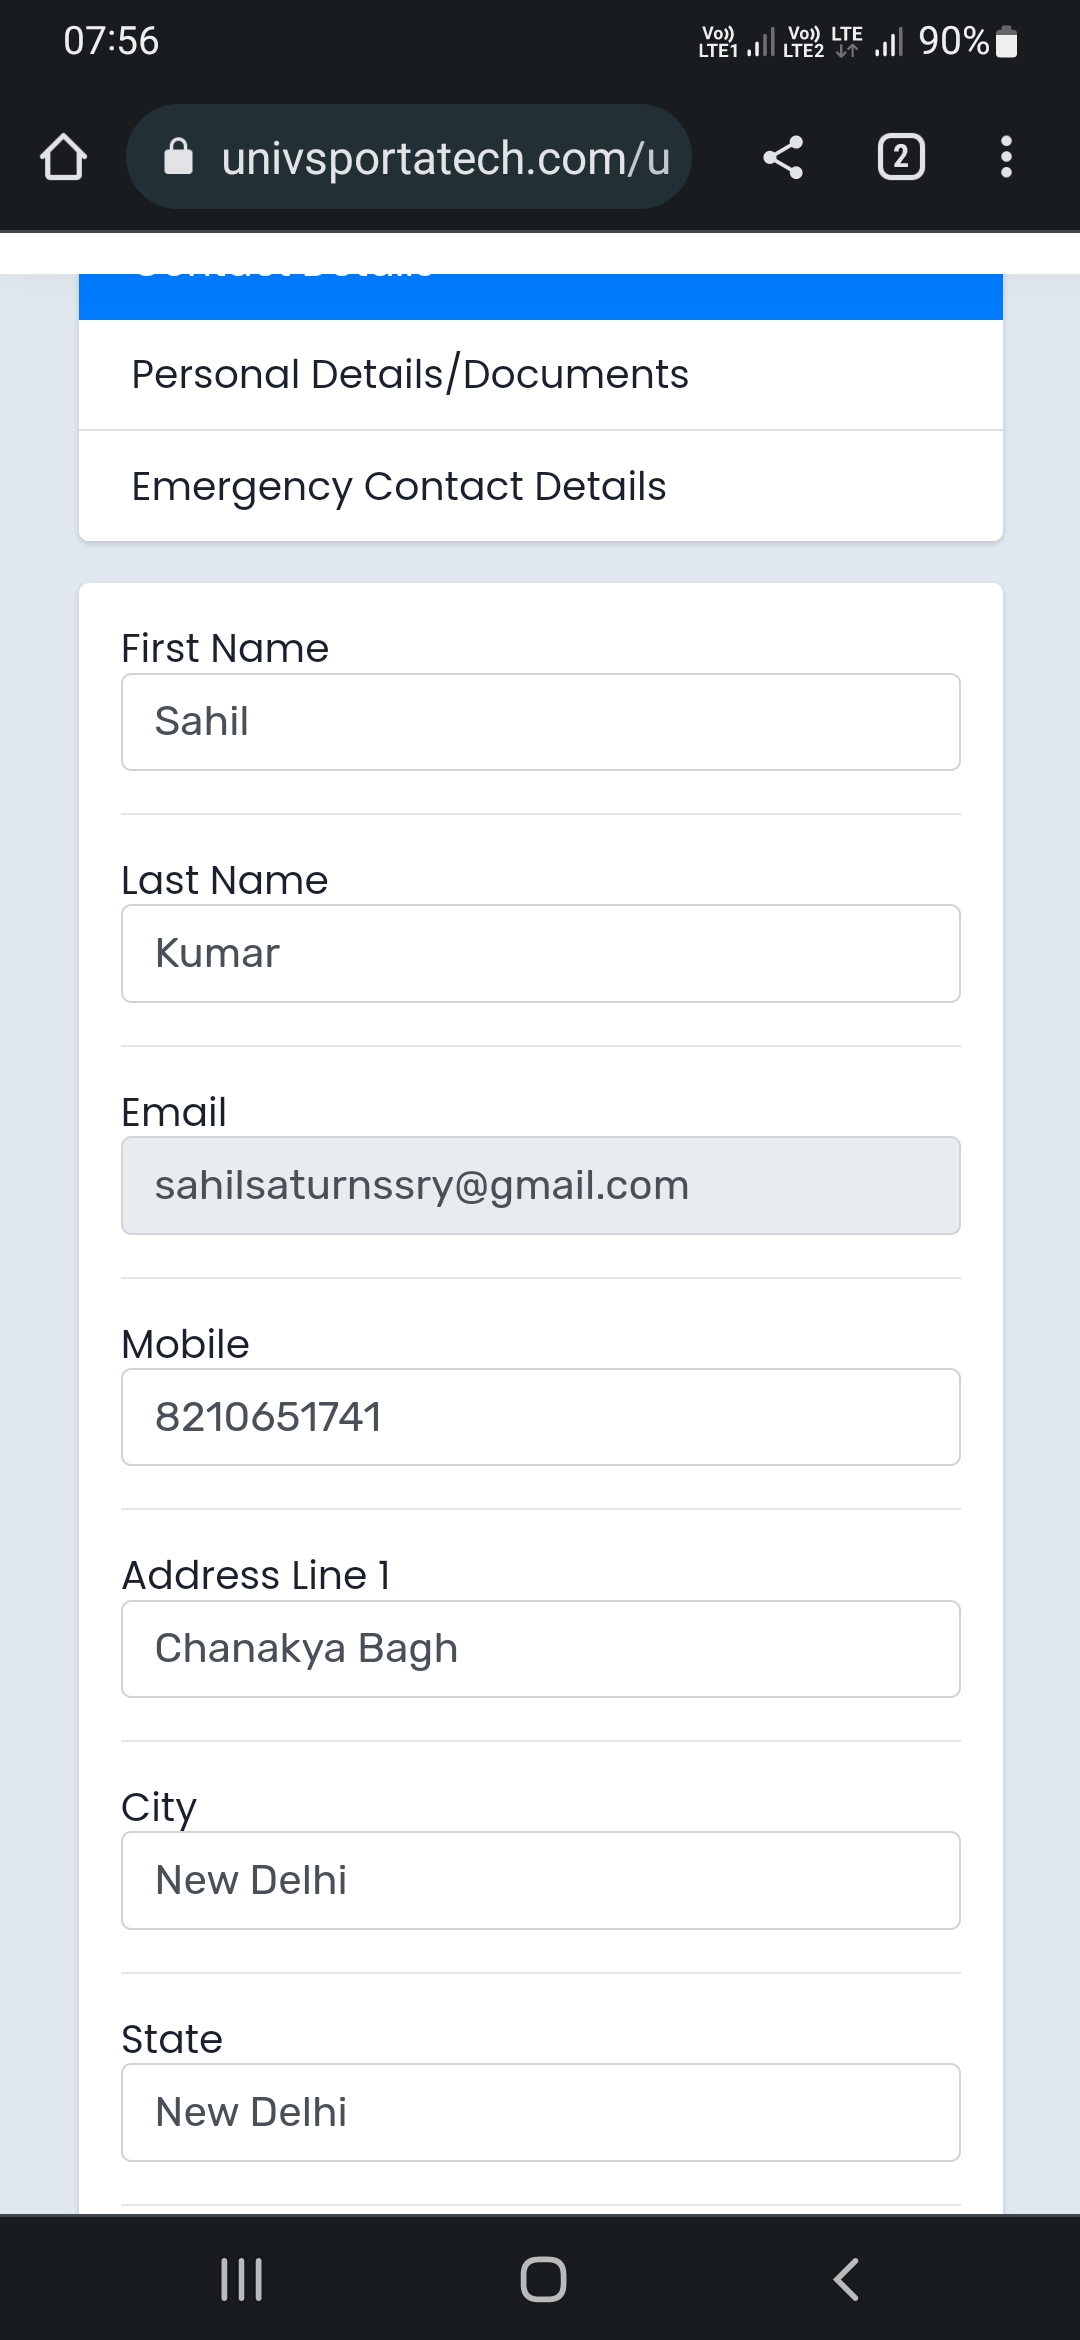 07:56
Vo)) LTE1 Vo)) LTE2 LTE 90%
univsportatech.com/u
2
Contact Details
Personal Details/Documents
Emergency Contact Details
First Name
Sahil
Last Name
Kumar
Email
sahilsaturnssry@gmail.com
Mobile
8210651741
Address Line 1
Chanakya Bagh
City
New Delhi
State
New Delhi